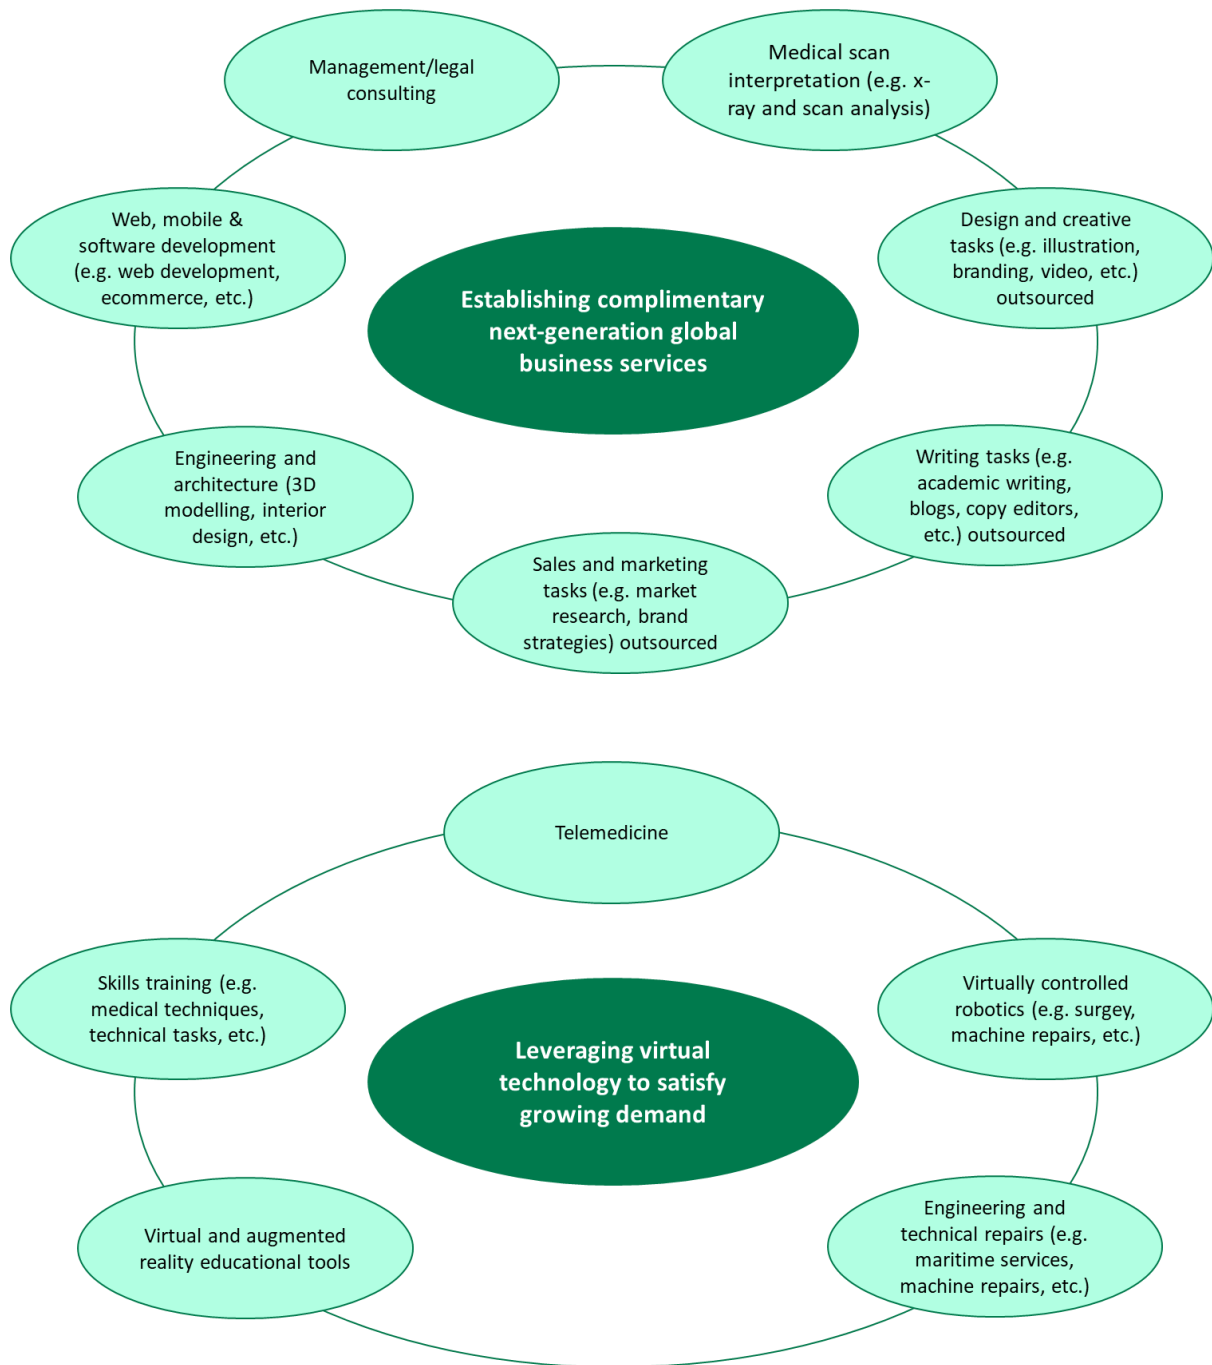 Management/legal
consulting
Medical scan
interpretation (e.g. x-
ray and scan analysis)
Web, mobile &
software development
(e.g. web development,
ecommerce, etc.)
Design and creative
tasks (e.g. illustration,
branding, video, etc.)
outsourced
Establishing complimentary
next-generation global
business services
Engineering and
architecture (3D
modelling, interior
design, etc.)
Writing tasks (e.g.
academic writing,
blogs, copy editors,
etc.) outsourced
Sales and marketing
tasks (e.g. market
research, brand
strategies) outsourced
Telemedicine
Skills training (e.g.
medical techniques,
technical tasks, etc.)
Virtually controlled
robotics (e.g. surgey,
machine repairs, etc.)
Leveraging virtual
technology to satisfy
growing demand
Virtual and augmented
reality educational tools
Engineering and
technical repairs (e.g.
maritime services,
machine repairs, etc.)